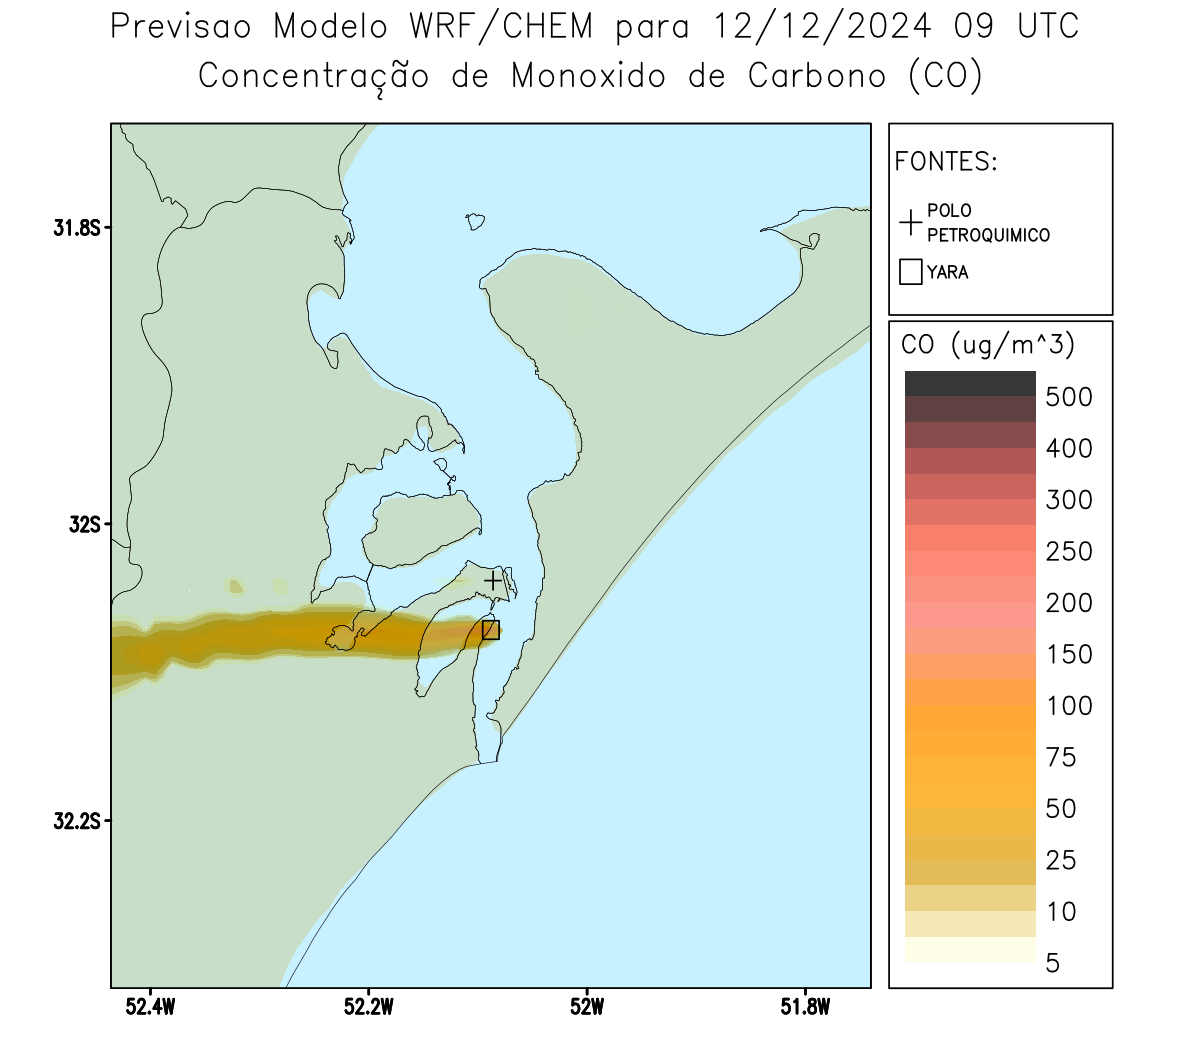 Previsao Modelo WRF/CHEM para 12/12/2024 09 UTC
Concentração de Monoxido de Carbono (CO)
FONTES:
POLO
PETROQUIMICO
YARA
CO (ug/m^3)
500
400
300
250
200
150
100
75
50
25
10
5
31.8S
32S
32.2S
52.4W
52.2W
52W
51.8W